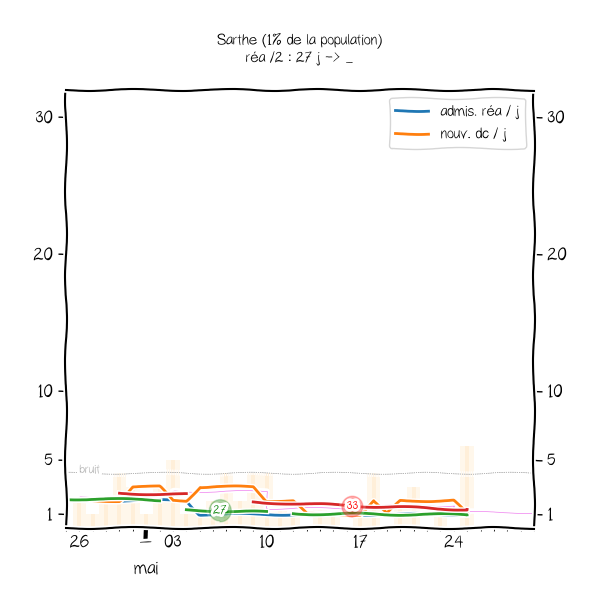 Sarthe (1% de la population)
réa /2 : 27 j -> _
admis. réa / j
nouv. dc / j
30
30
20
20
10
10
5
5
bruit
27
33
1
1
26
03
10
17
24
mai